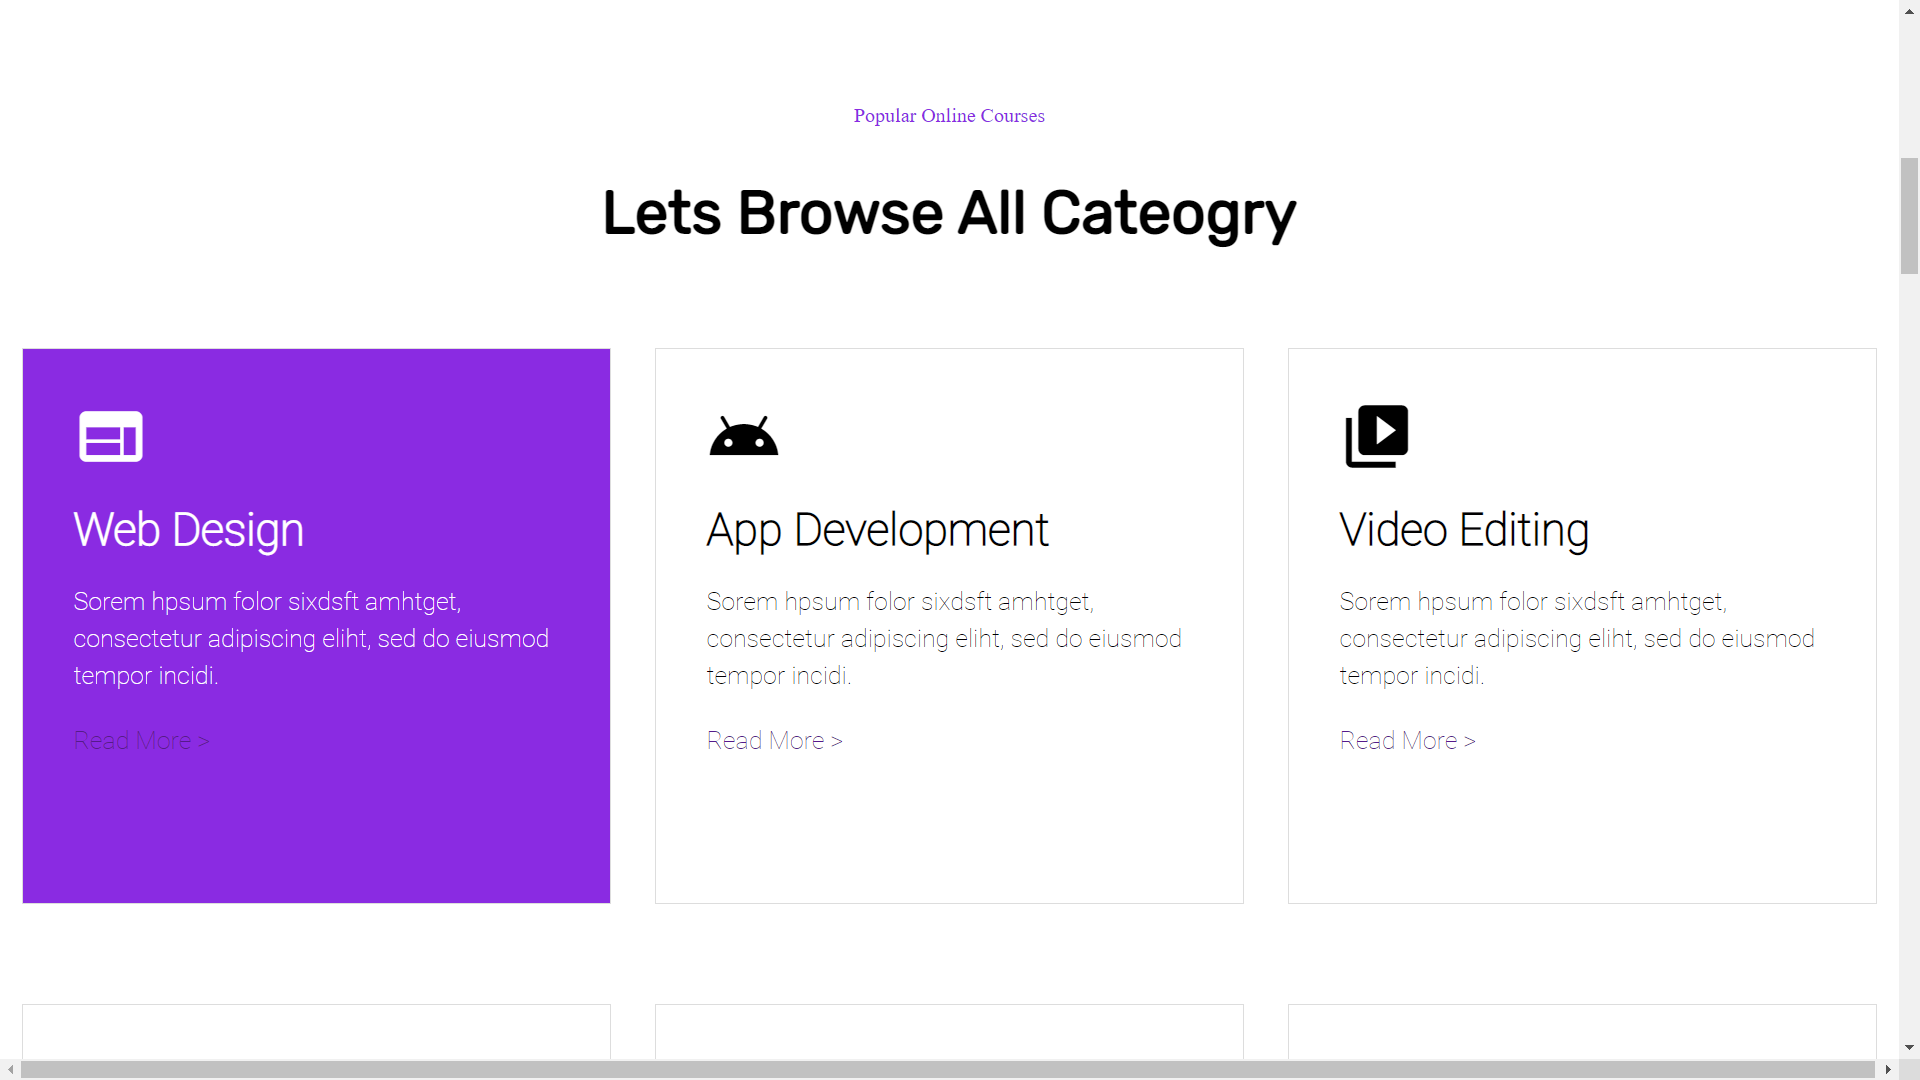 Popular Online Courses
Lets Browse All Cateogry
Web Design
Sorem hpsum folor sixdsft amhtget,
consectetur adipiscing eliht, sed do eiusmod
tempor incidi.
Read More >
App Development
Sorem hpsum folor sixdsft amhtget,
consectetur adipiscing eliht, sed do eiusmod
tempor incidi.
Read More >
Video Editing
Sorem hpsum folor sixdsft amhtget,
consectetur adipiscing eliht, sed do eiusmod
tempor incidi.
Read More >